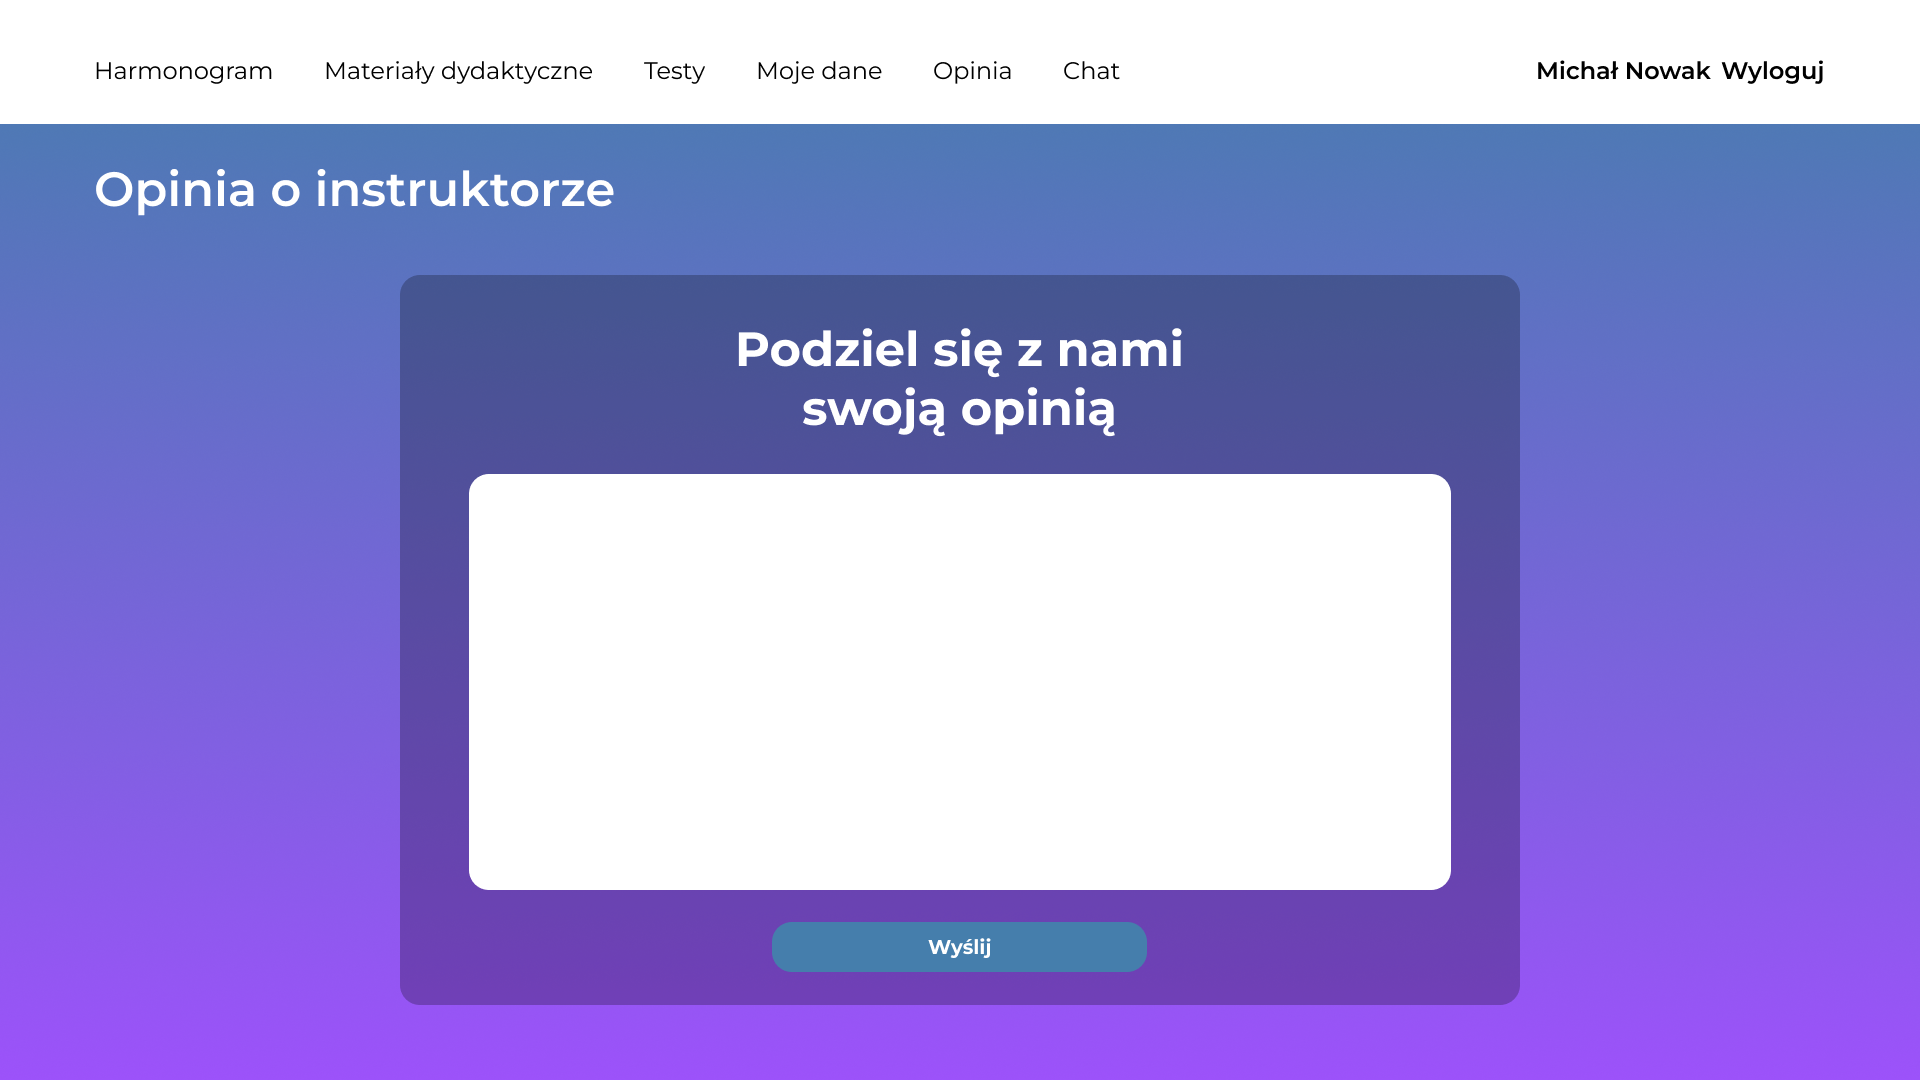 Harmonogram Materiały dydaktyczne Testy Moje dane Opinia Chat Michał Nowak Wyloguj
Opinia o instruktorze
Podziel się z nami
swoją opinią
Wyślij